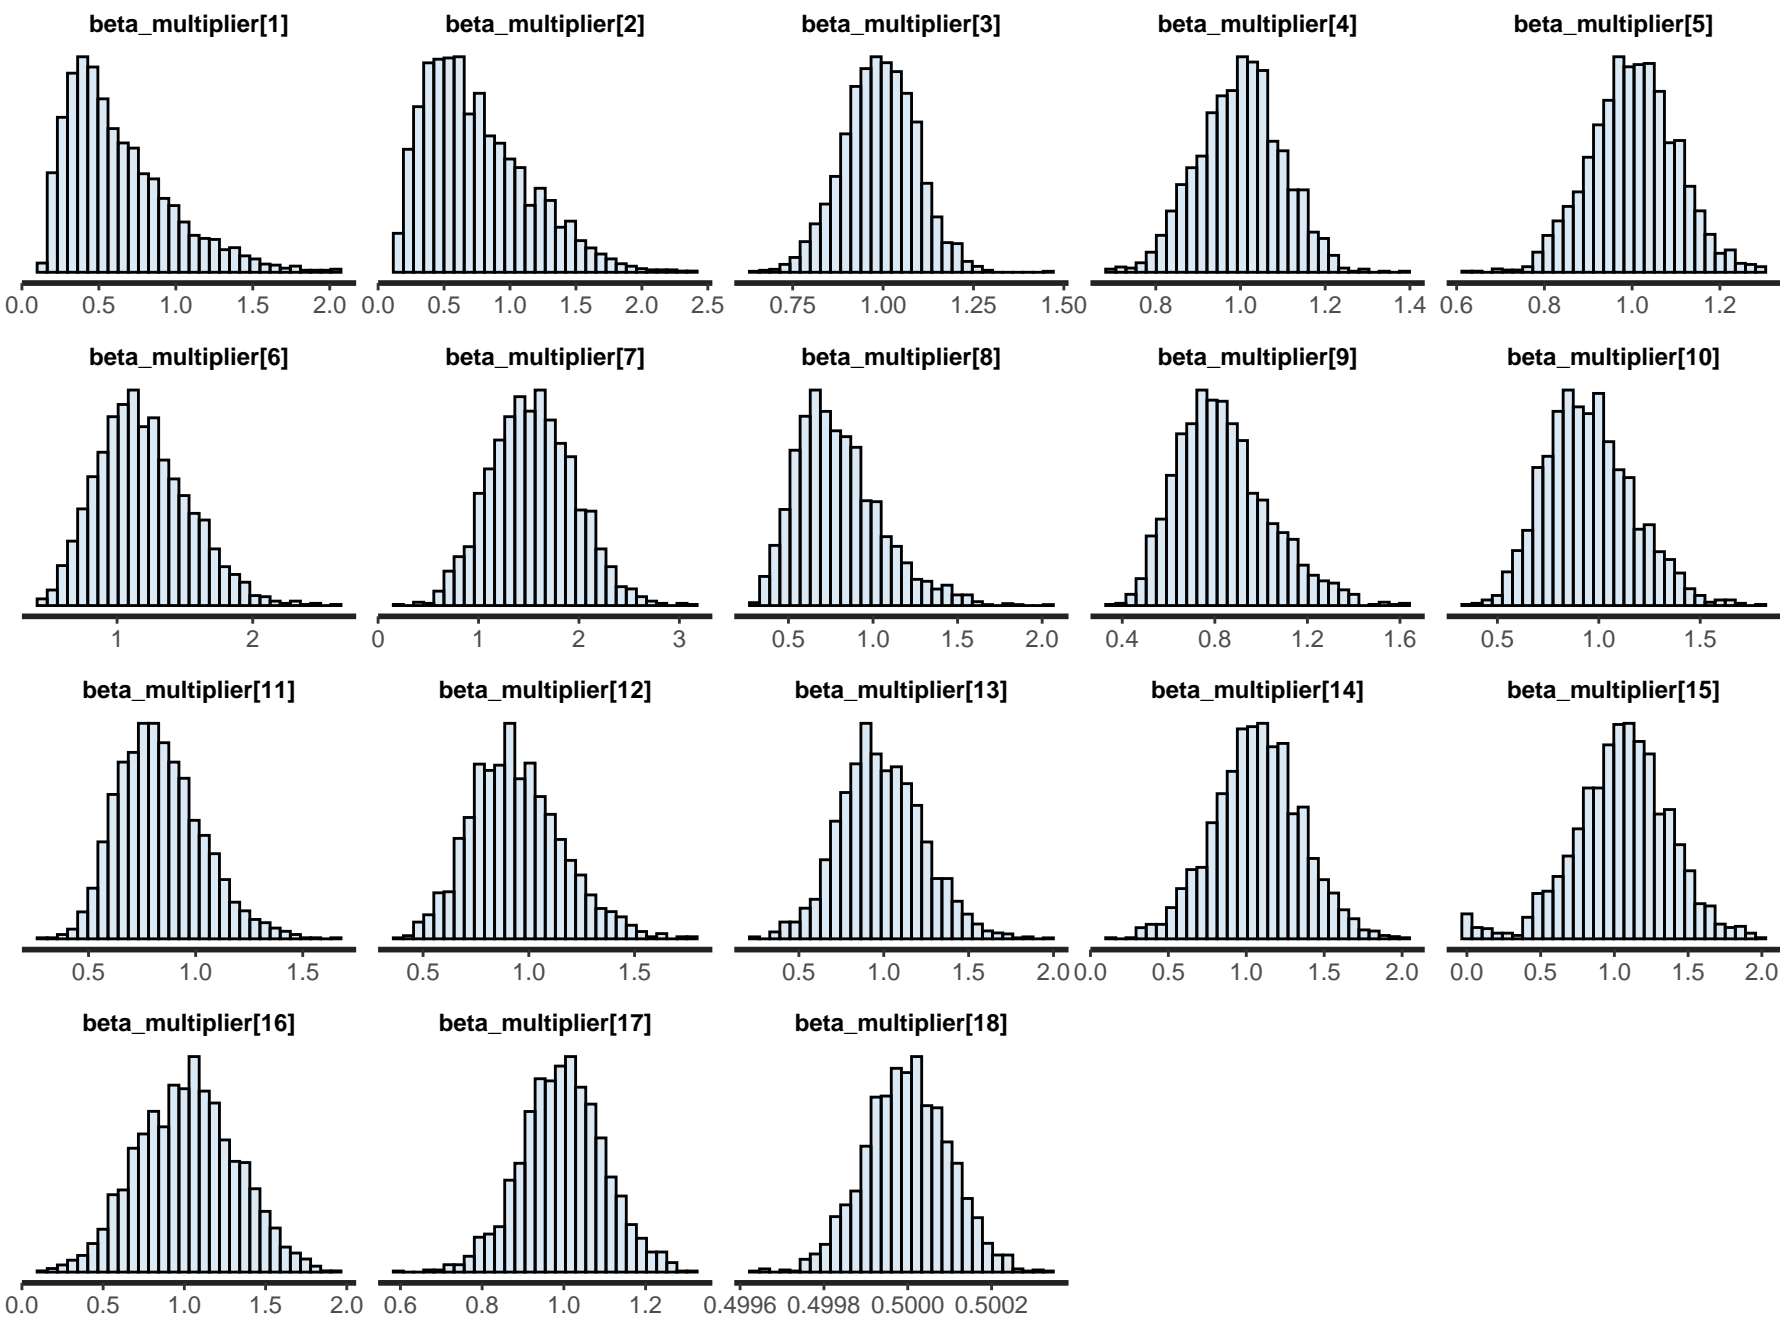 beta_multiplier[1] beta_multiplier[2] beta_multiplier[3] beta_multiplier[4] beta_multiplier[5]
0.0 0.5 1.0 1.5 2.0 0.0 0.5 1.0 1.5 2.0 2.5 0.75 1.00 1.25 1.50 0.8 1.0 1.2 1.4 0.6 0.8 1.0 1.2
beta_multiplier[6] beta_multiplier[7] beta_multiplier[8] beta_multiplier[9] beta_multiplier[10]
1 2 0 1 2 3 0.5 1.0 1.5 2.0 0.4 0.8 1.2 1.6 0.5 1.0 1.5
beta_multiplier[11] beta_multiplier[12] beta_multiplier[13] beta_multiplier[14] beta_multiplier[15]
0.5 1.0 1.5 0.5 1.0 1.5 0.5 1.0 1.5 2.0 0.0 0.5 1.0 1.5 2.0 0.0 0.5 1.0 1.5 2.0
beta_multiplier[16] beta_multiplier[17] beta_multiplier[18]
0.0 0.5 1.0 1.5 2.0 0.6 0.8 1.0 1.2 0.4996 0.4998 0.5000 0.5002